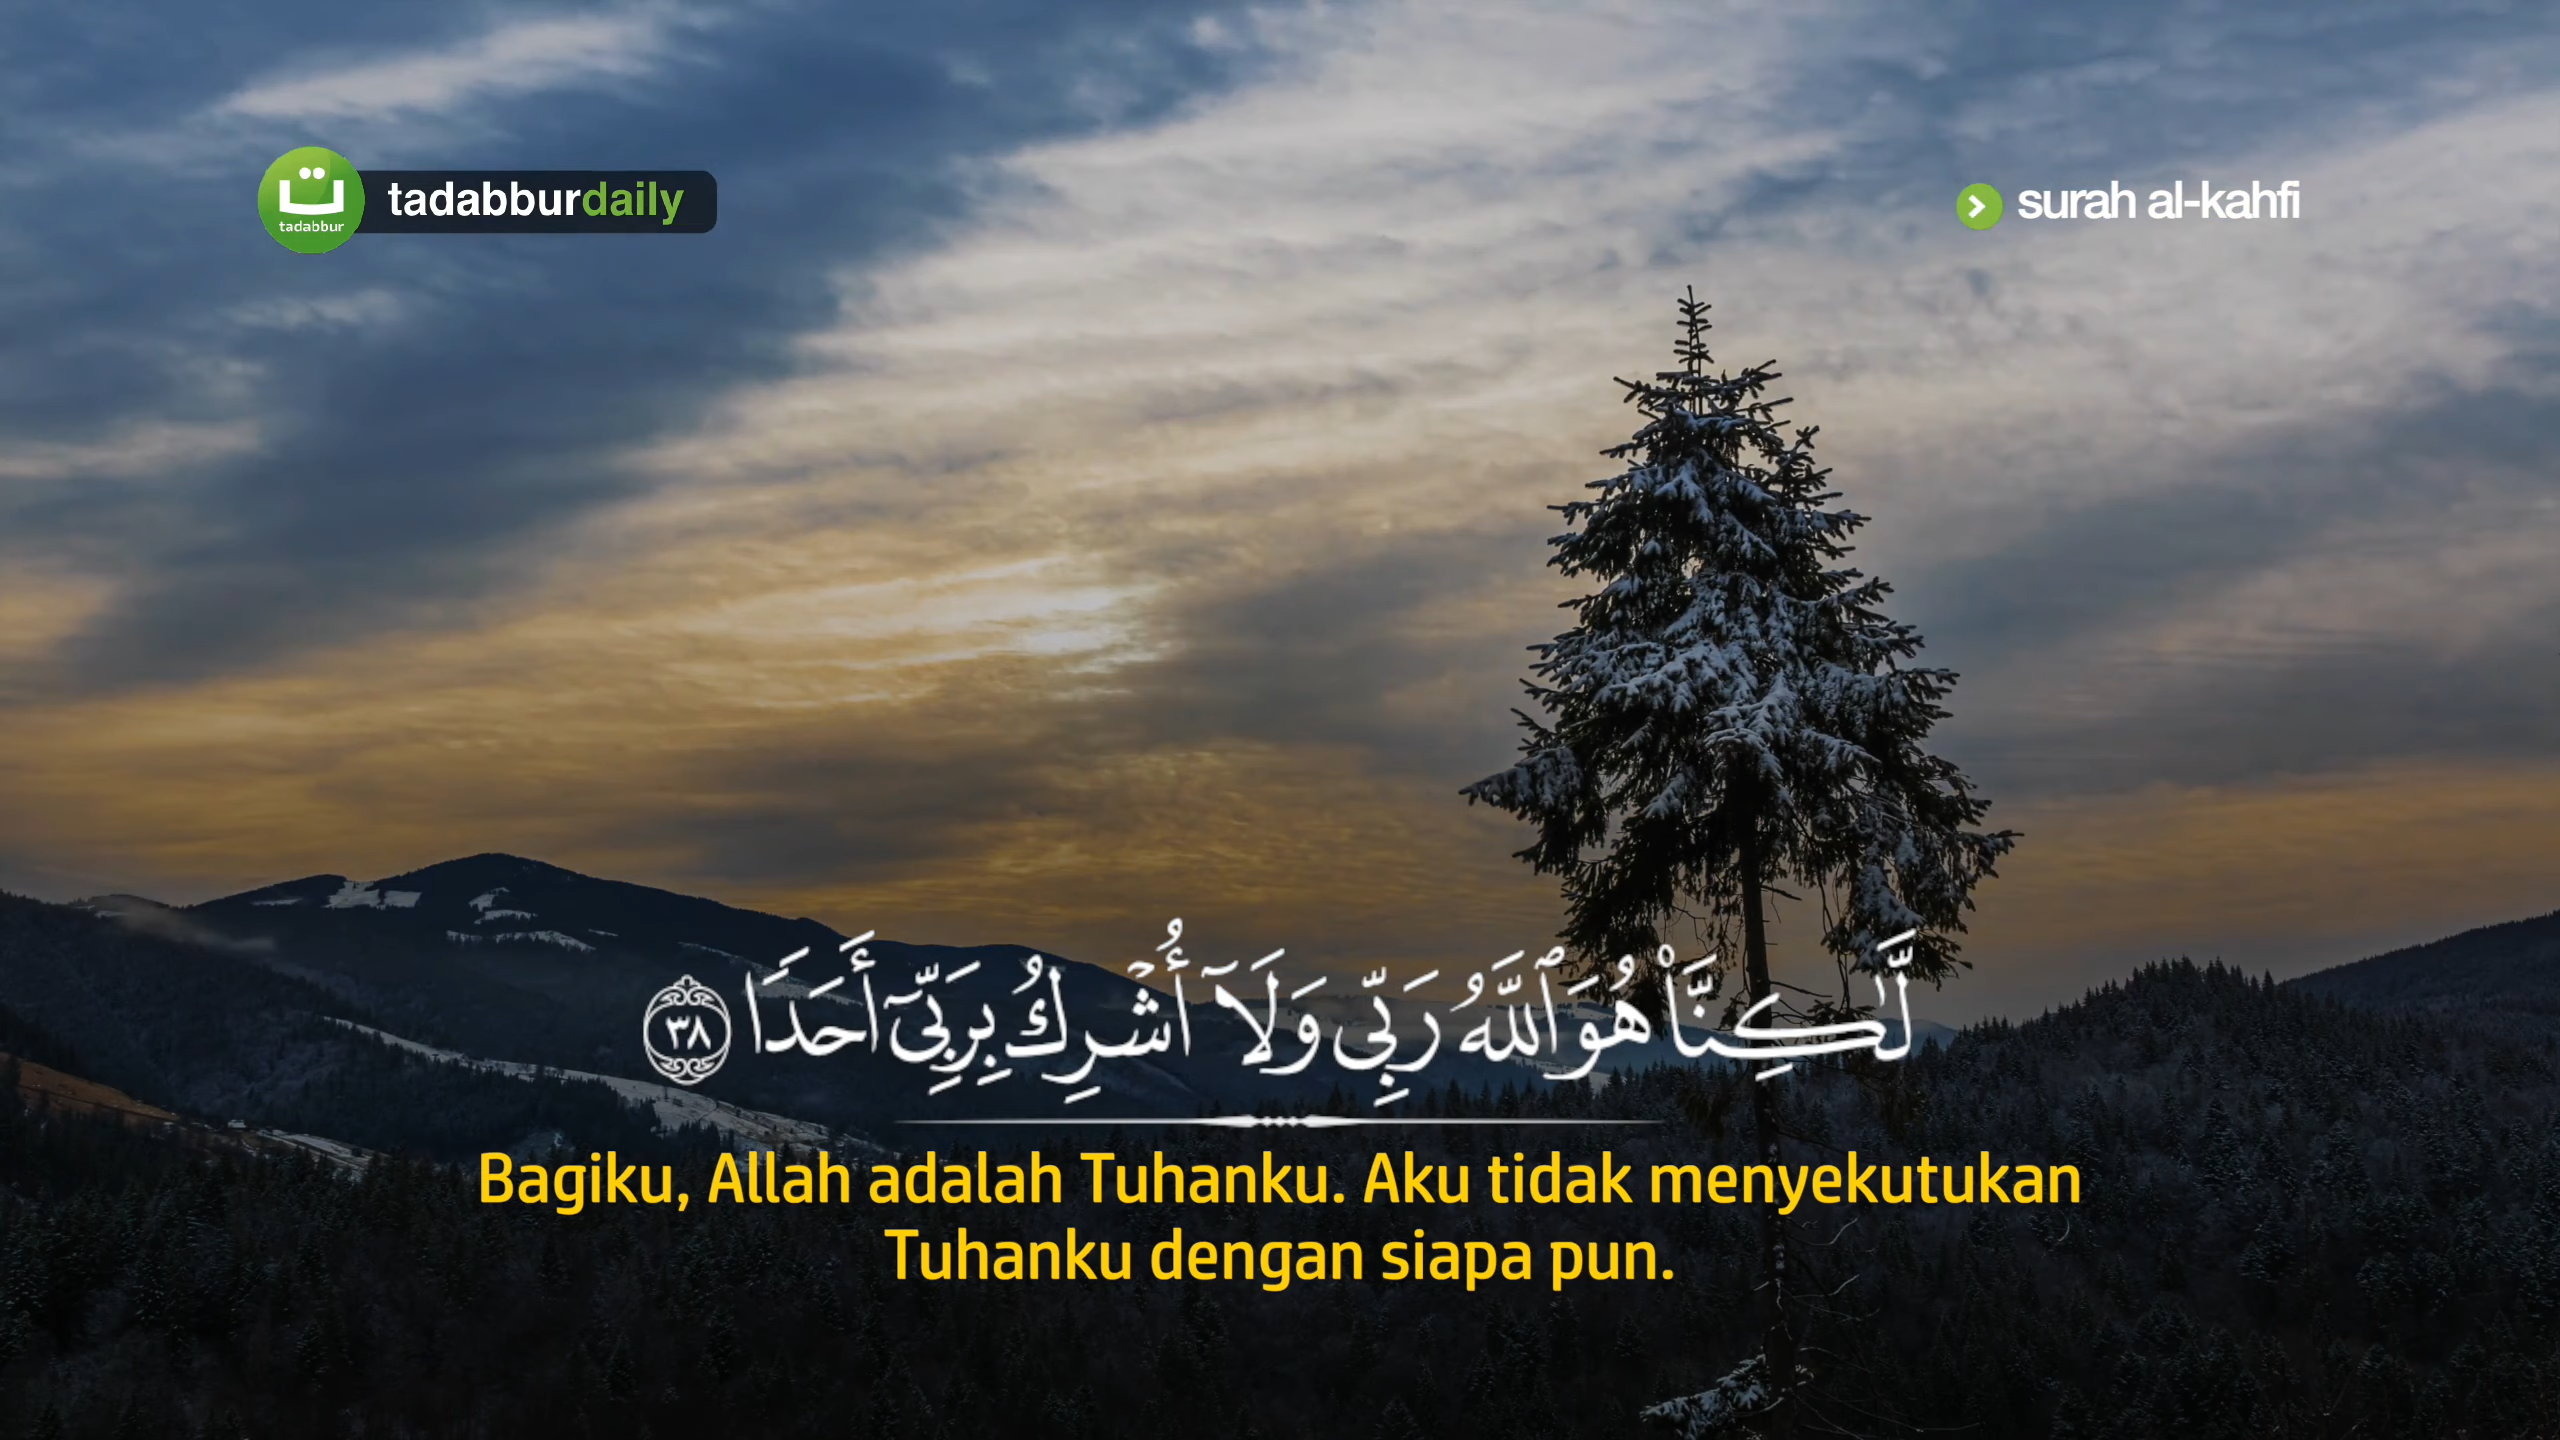 ت
tadabbur
tadabburdaily
surah al-kahfi
لَّٰكِنَّا۠ هُوَ ٱللَّهُ رَبِّى وَلَآ أُشْرِكُ بِرَبِّىٓ أَحَدًا ٣٨
Bagiku, Allah adalah Tuhanku. Aku tidak menyekutukan
Tuhanku dengan siapa pun.